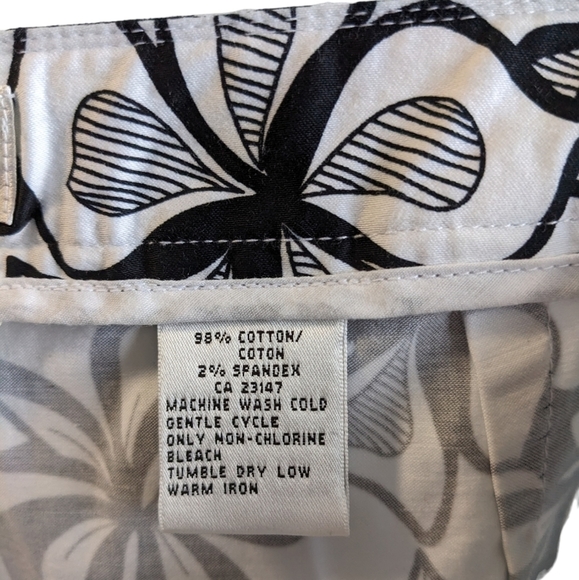 98% COTTON/
COTON
2% SPANDEX
CA 23147
MACHINE WASH COLD
GENTLE CYCLE
ONLY NON-CHLORINE
BLEACH
TUMBLE DRY LOW
WARM IRON